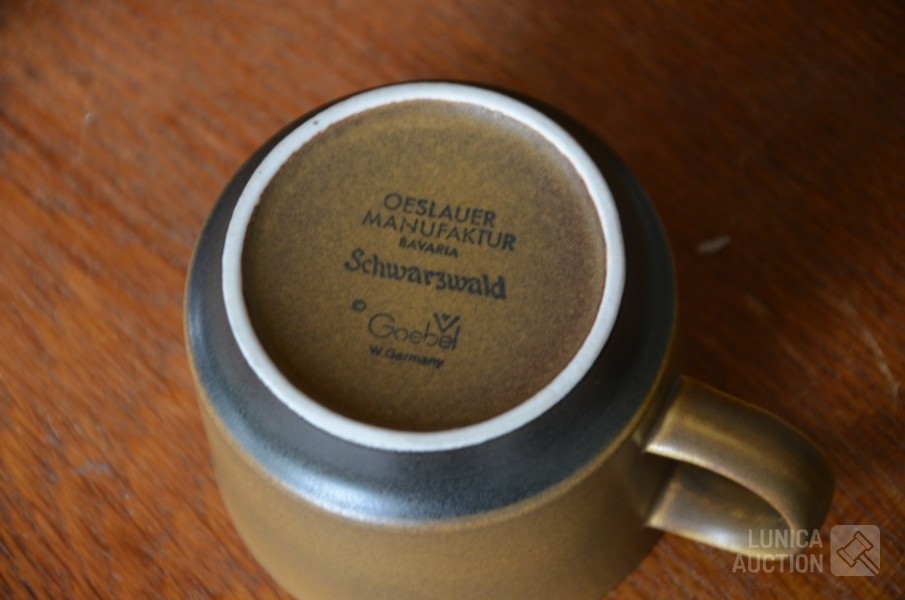 OESLAUER
MANUFAKTUR
BAVARIA
Schwarzwald
© Goebel
W. Germany
LUNICA
AUCTION